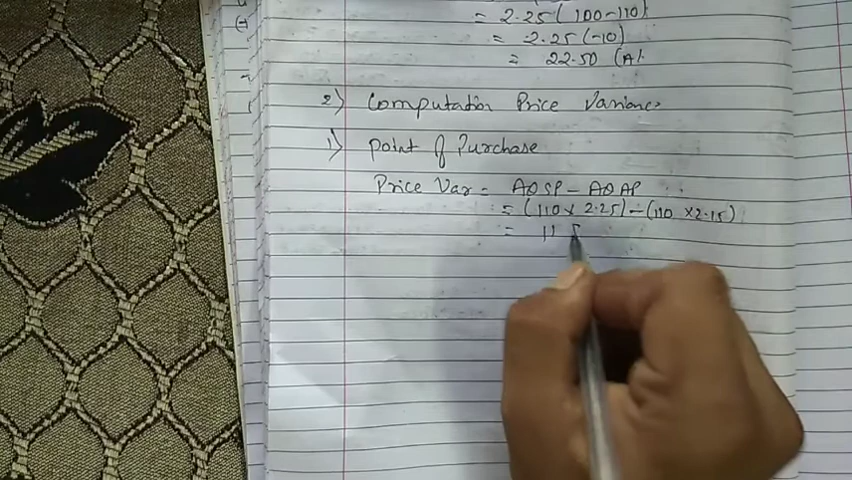 = 2.25 (100-110)
= 2.25 (-10)
= 22.50 (A)
2) Computation Price Variance
1) Point of Purchase
Price Var = AQSP - AQAP
= (110 x 2.25) - (110 x 2.15)
= 11